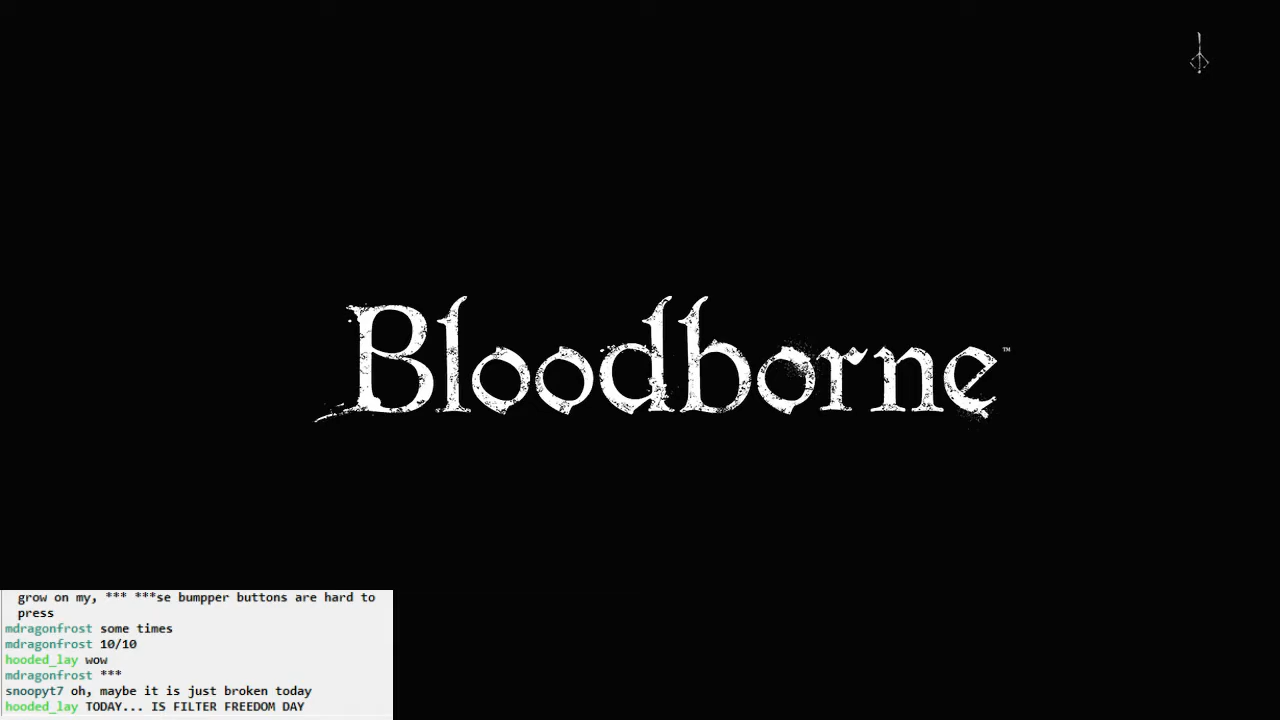 Bloodborne™
grow on my, *** ***se bumpper buttons are hard to
press
mdragonfrost some times
mdragonfrost 10/10
hooded_lay wow
mdragonfrost ***
snoopyt7 oh, maybe it is just broken today
hooded_lay TODAY... IS FILTER FREEDOM DAY